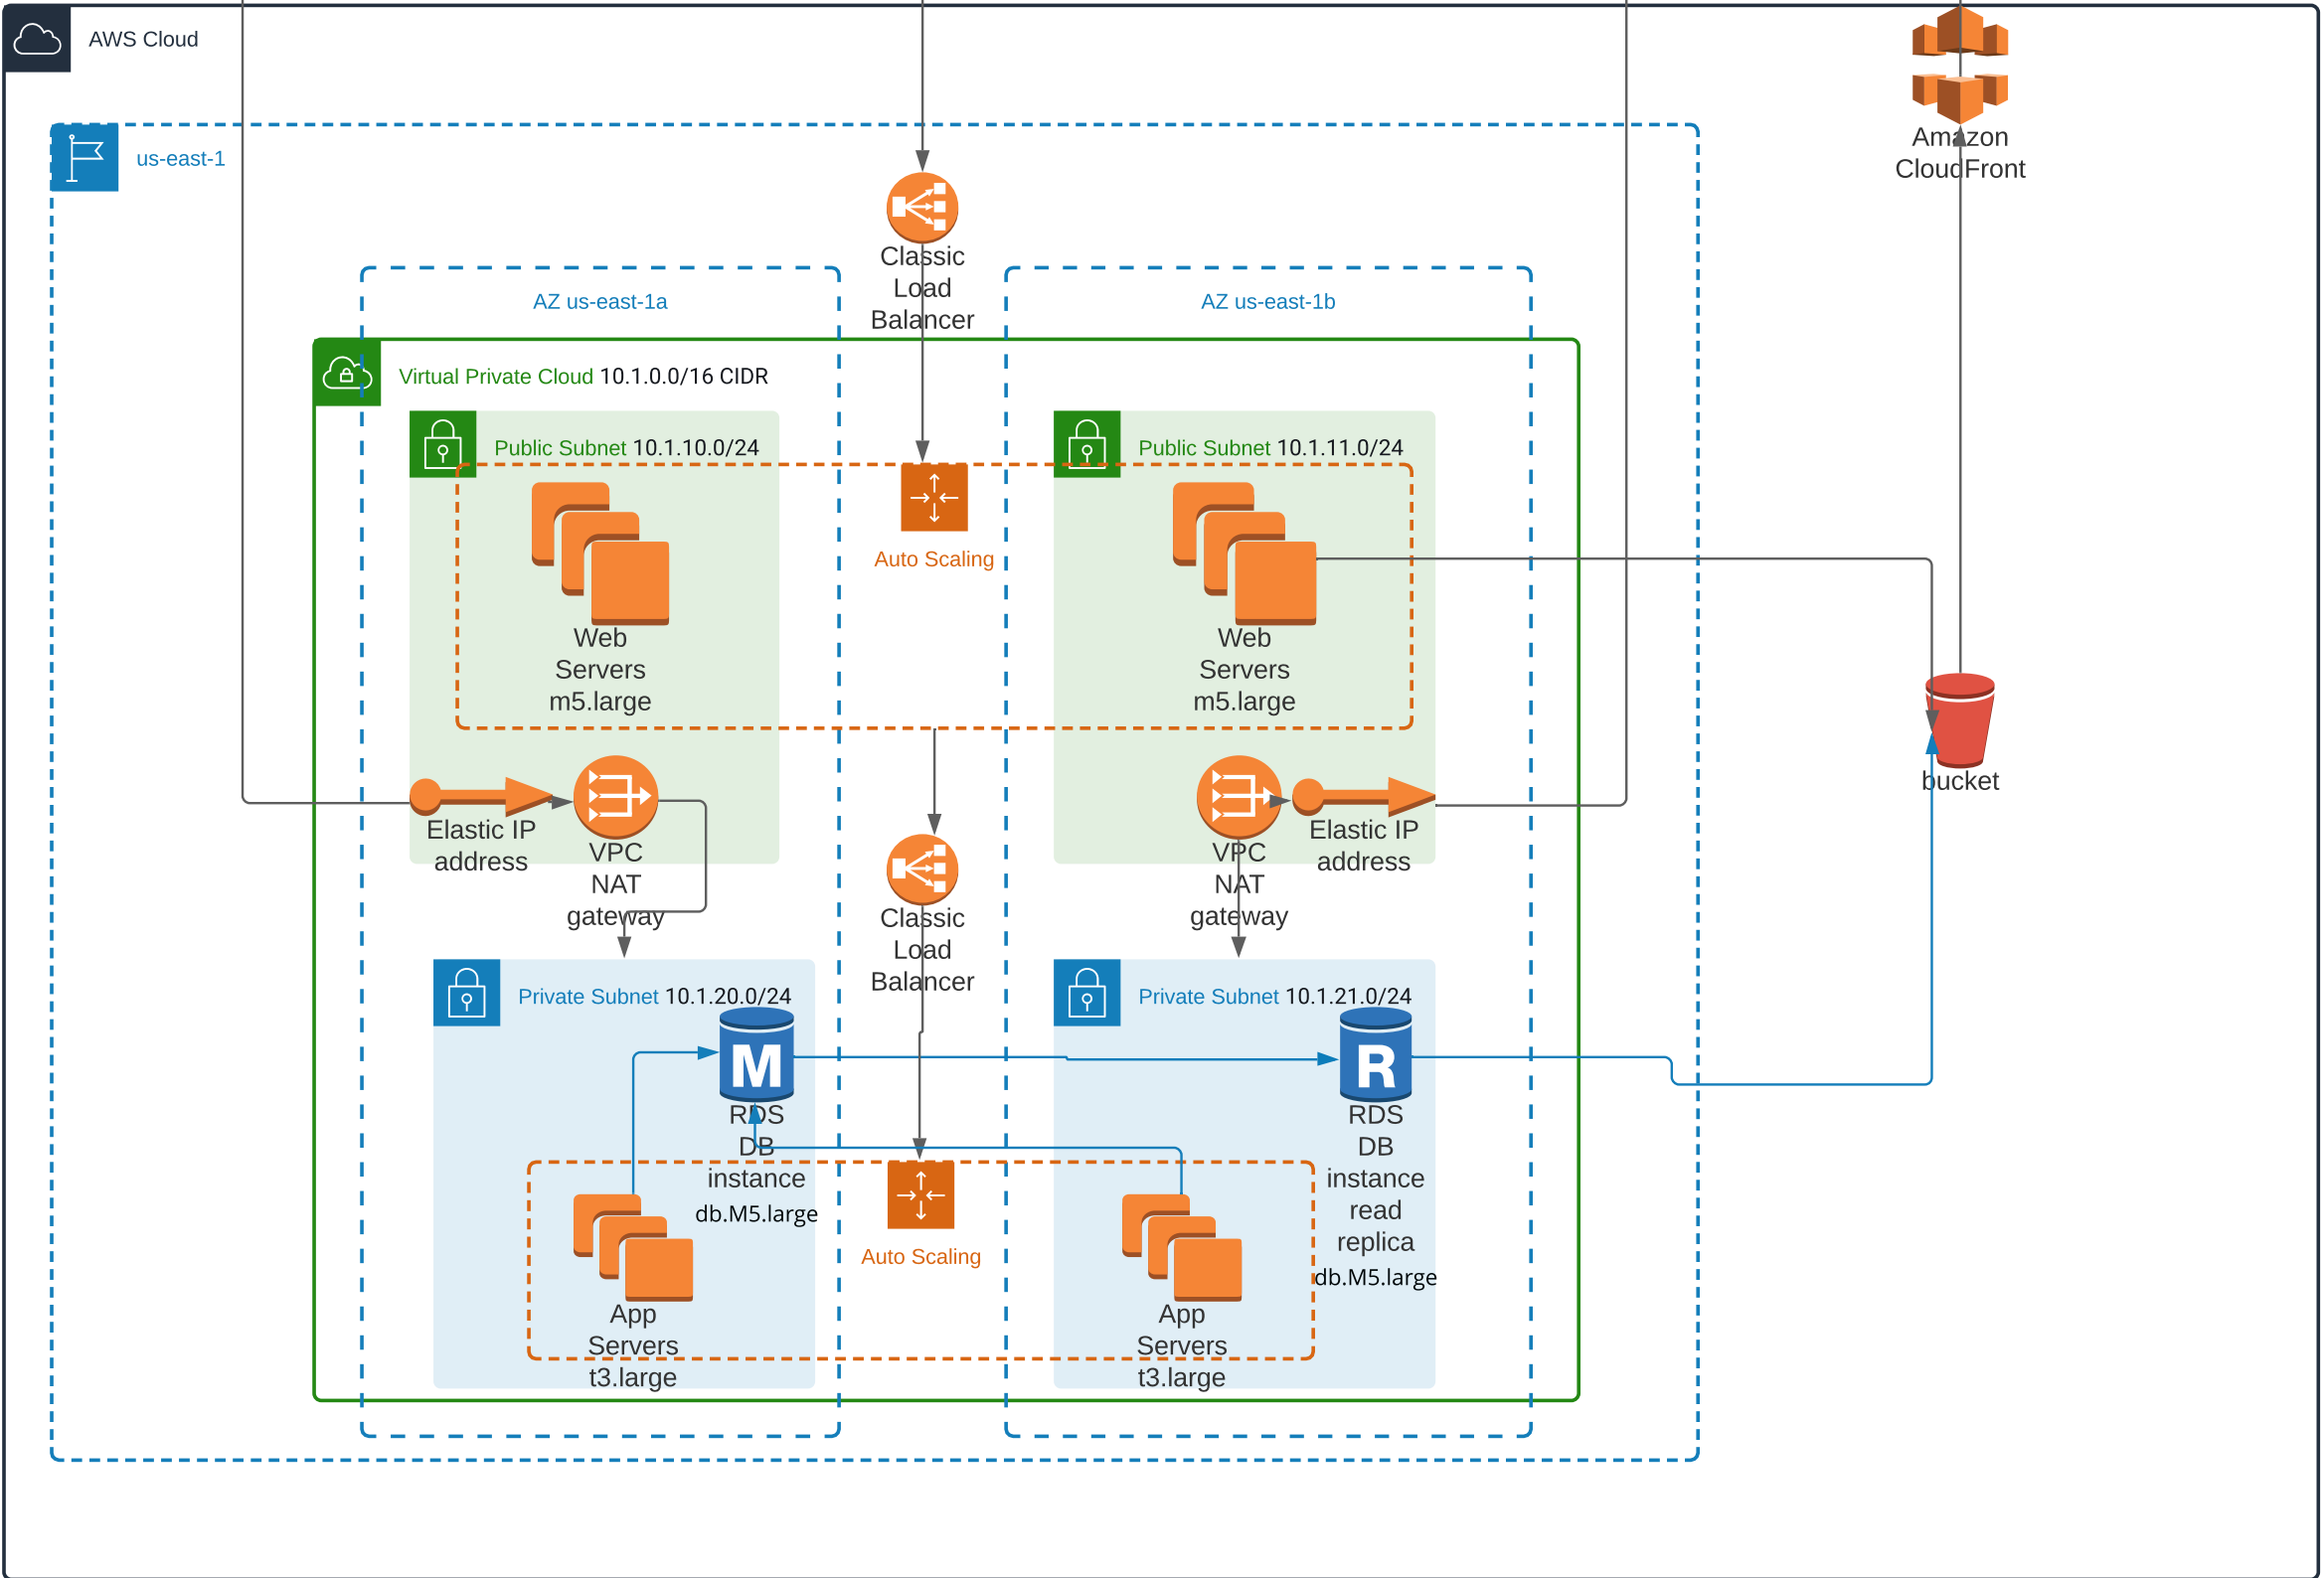 AWS Cloud
Amazon
CloudFront
us-east-1
Classic
Load
Balancer
AZ us-east-1a
AZ us-east-1b
Virtual Private Cloud 10.1.0.0/16 CIDR
Public Subnet 10.1.10.0/24
Public Subnet 10.1.11.0/24
Auto Scaling
Web
Servers
m5.large
Web
Servers
m5.large
bucket
Elastic IP
address
VPC
NAT
gateway
Classic
Load
Balancer
VPC
NAT
gateway
Elastic IP
address
Private Subnet 10.1.20.0/24
Private Subnet 10.1.21.0/24
M
RDS
DB
instance
db.M5.large
R
RDS
DB
instance
read
replica
db.M5.large
Auto Scaling
App
Servers
t3.large
App
Servers
t3.large